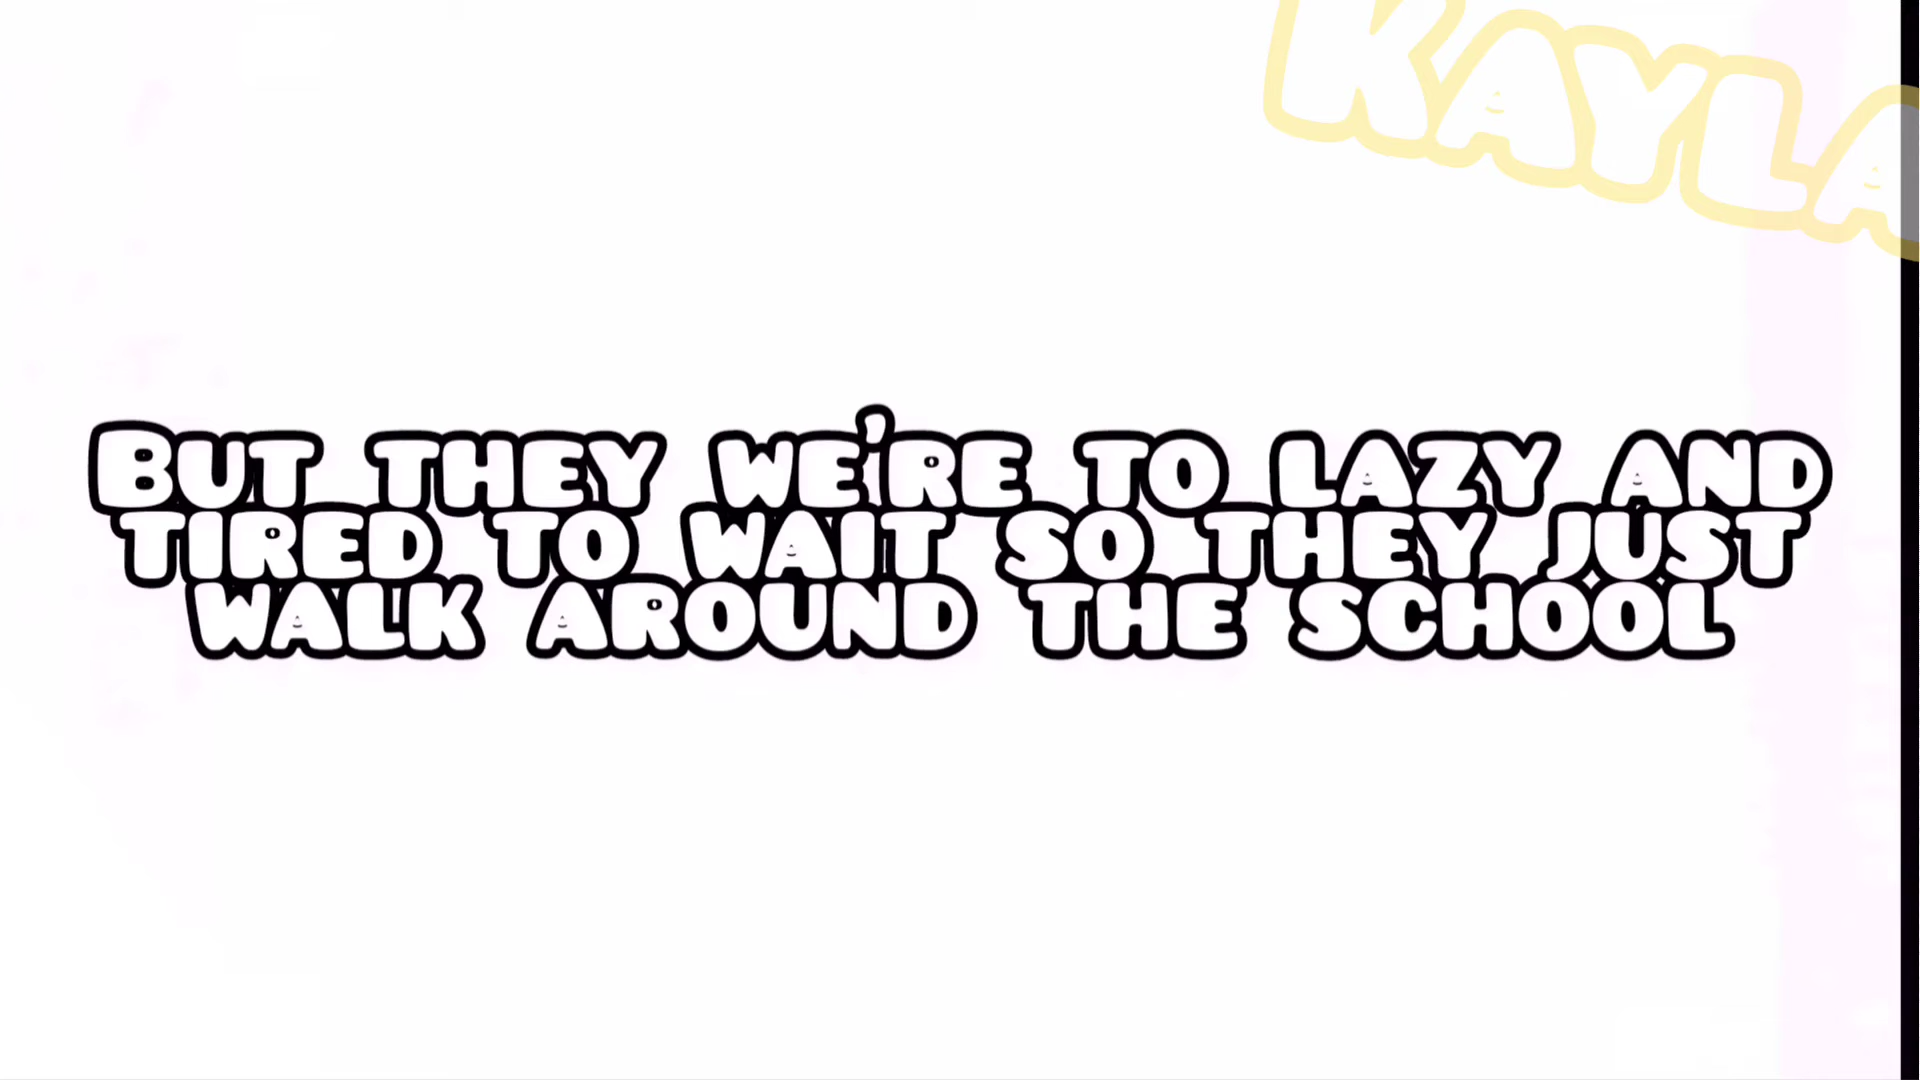 KAYLA
But they we're to lazy and
tired to wait so they just
walk around the school